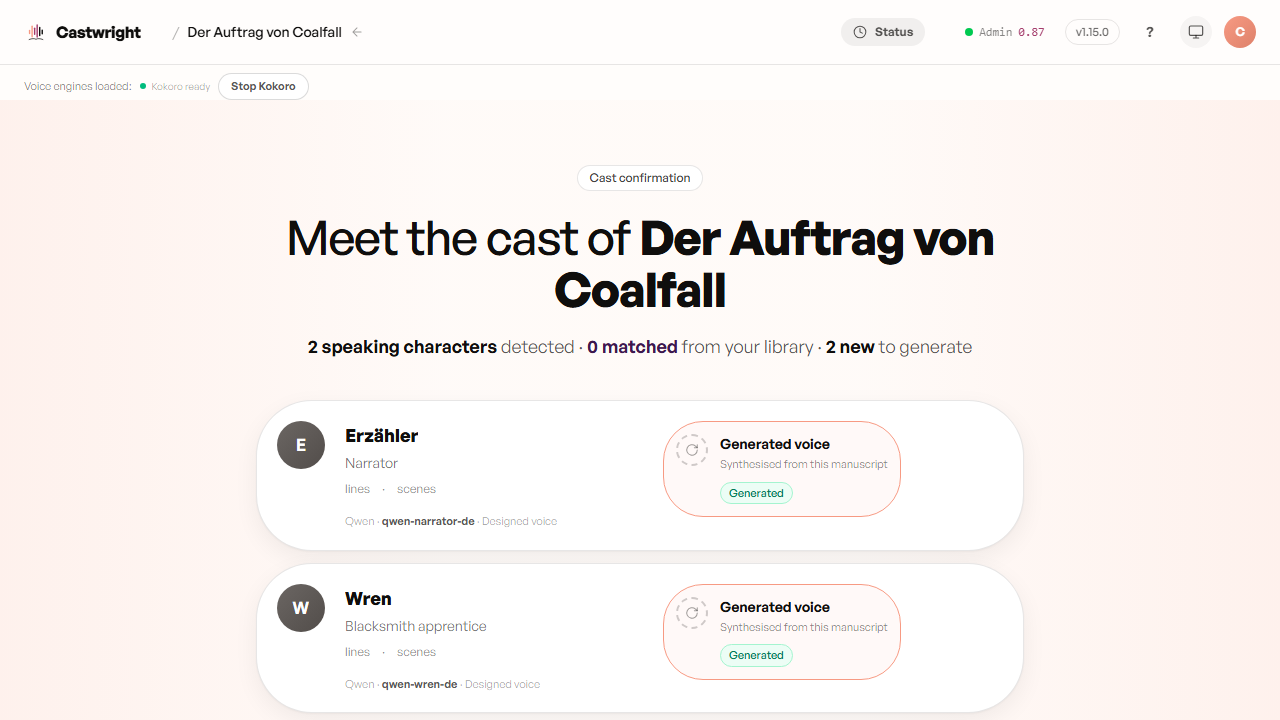 Castwright
/ Der Auftrag von Coalfall ←
Status
Admin 0.87
v1.15.0
?
C
Voice engines loaded: Kokoro ready Stop Kokoro
Cast confirmation
Meet the cast of Der Auftrag von
Coalfall
2 speaking characters detected · 0 matched from your library · 2 new to generate
E
Erzähler
Narrator
lines · scenes
Qwen · qwen-narrator-de · Designed voice
Generated voice
Synthesised from this manuscript
Generated
W
Wren
Blacksmith apprentice
lines · scenes
Qwen · qwen-wren-de · Designed voice
Generated voice
Synthesised from this manuscript
Generated